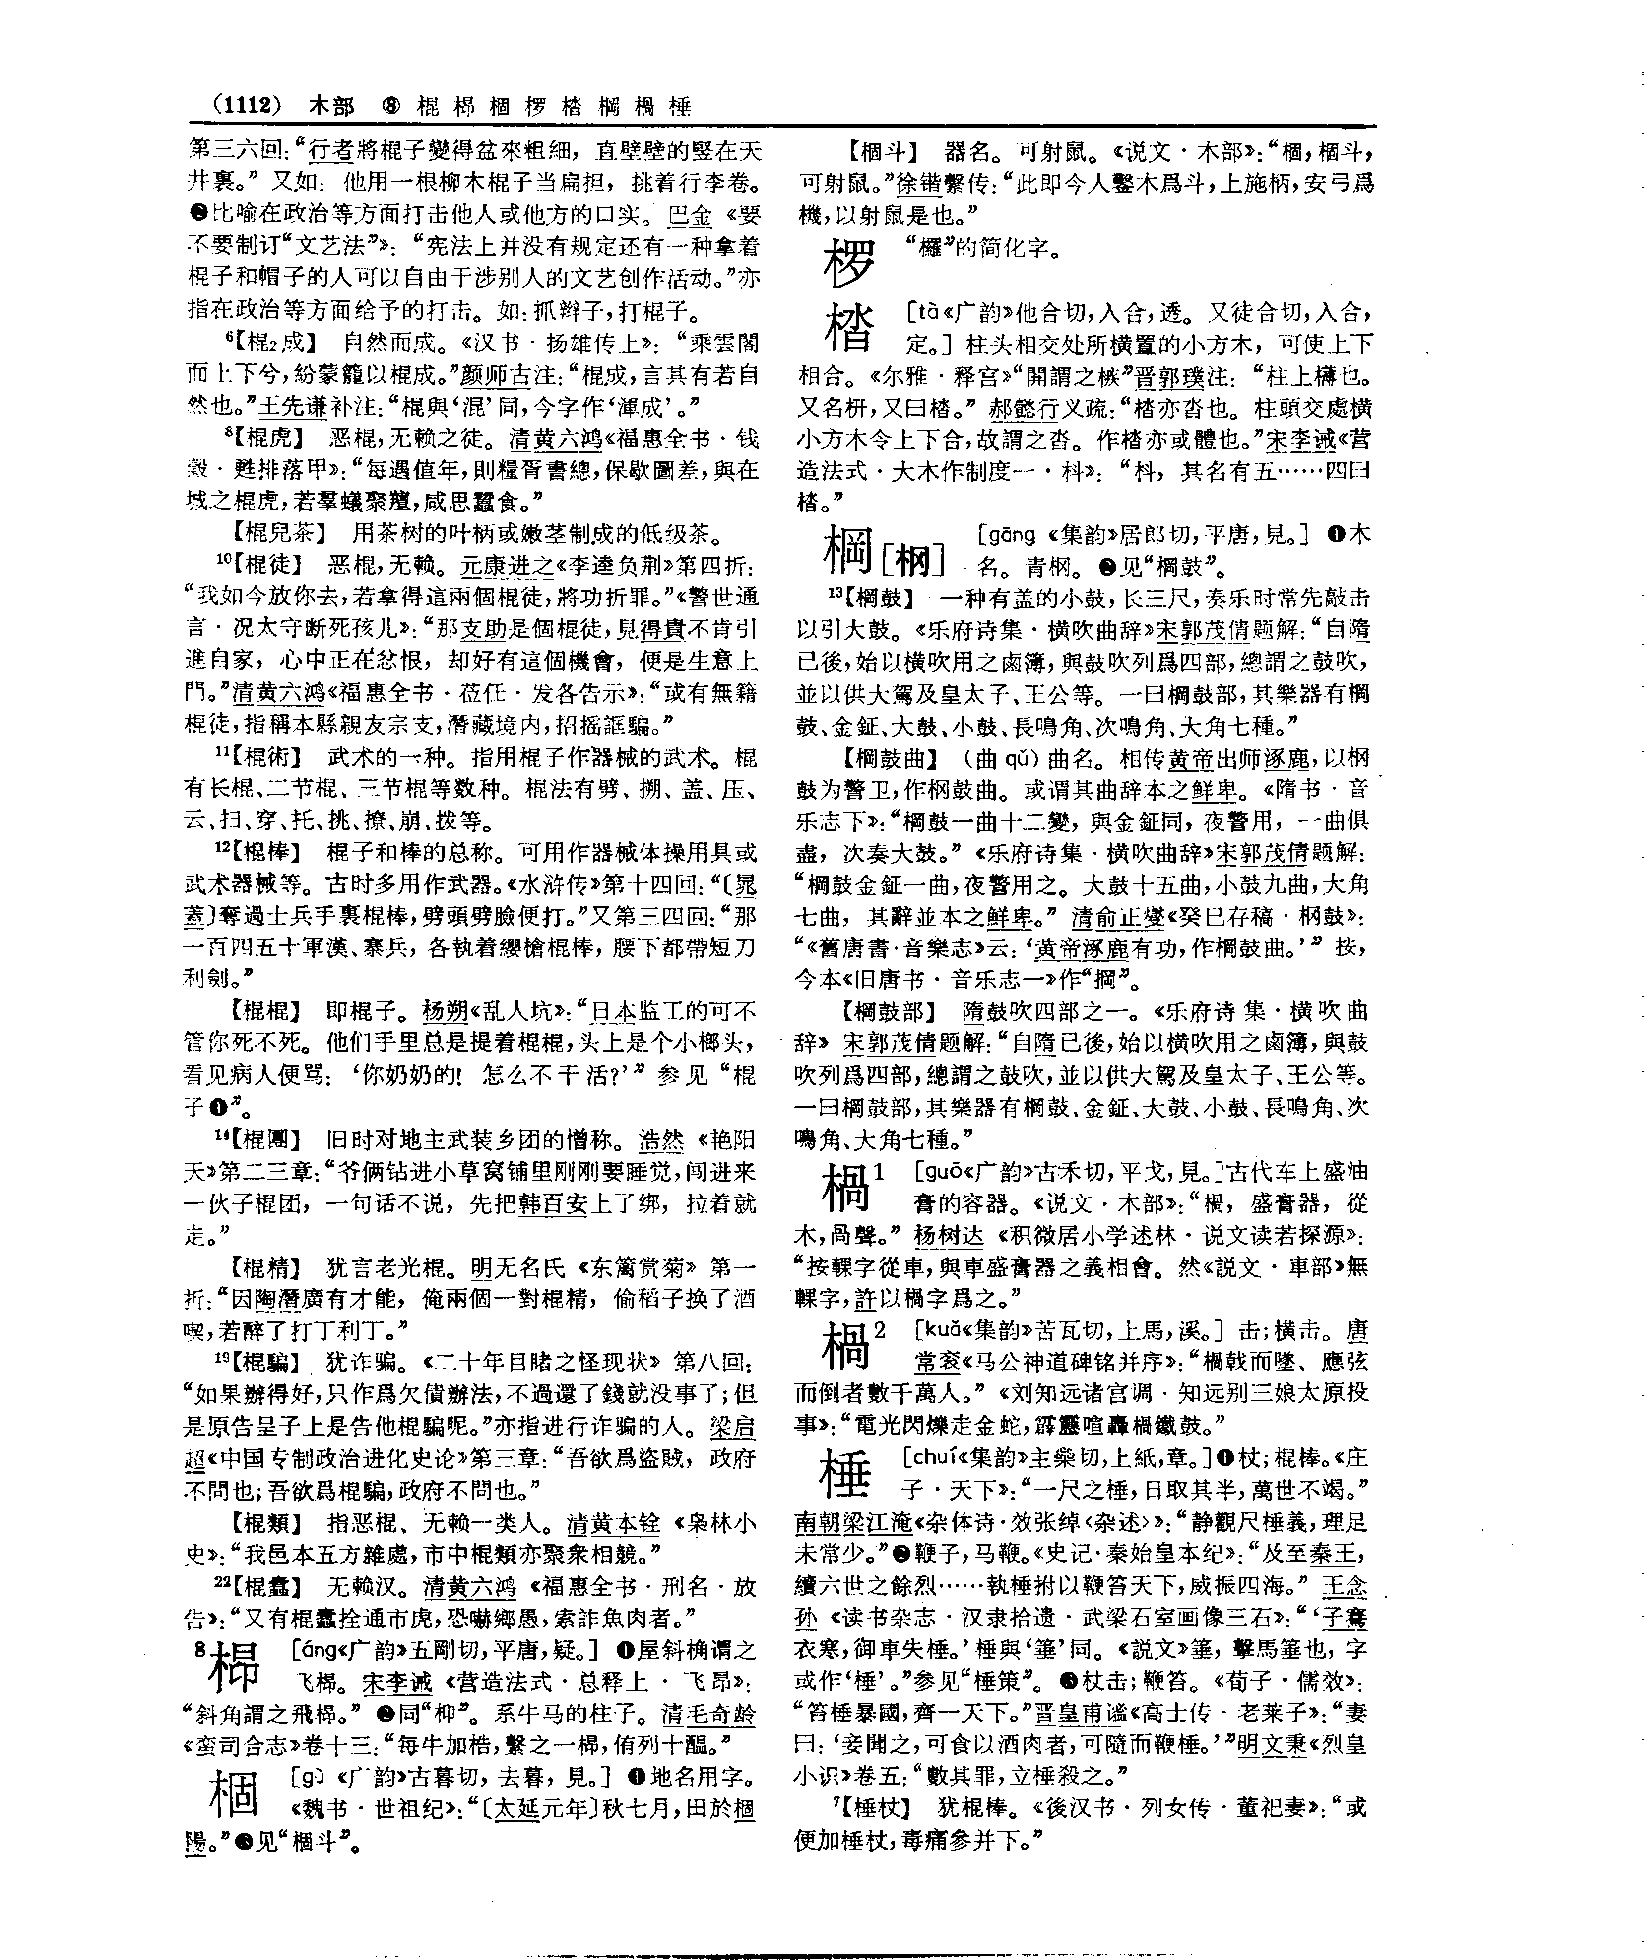 （1112） 木部 ⑧ 棍 棉 棝 椤 㭼 棡 楇 棰
第三六回：“行者將棍子變得盆來粗細，直壁壁的竪在天
井裏。”又如：他用一根柳木棍子当扁担，挑着行李卷。
❷比喻在政治等方面打击他人或他方的口实。巴金《要
不要制订“文艺法”》：“宪法上并没有规定还有一种拿着
棍子和帽子的人可以自由干涉别人的文艺创作活动。”亦
指在政治等方面给予的打击。如：抓辫子，打棍子。
6【棍2成】 自然而成。《汉书·扬雄传上》：“乘雲閣
而上下兮，紛蒙籠以棍成。”颜师古注：“棍成，言其有若自
然也。”王先谦补注：“棍與‘混’同，今字作‘渾成’。”
8【棍虎】 恶棍，无赖之徒。清黄六鸿《福惠全书·钱
穀·甦排落甲》：“每遇值年，則糧胥書總，保歇圖差，與在
城之棍虎，若羣蟻聚羶，咸思蠶食。”
【棍兒茶】 用茶树的叶柄或嫩茎制成的低级茶。
10【棍徒】 恶棍，无赖。元康进之《李逵负荆》第四折：
“我如今放你去，若拿得這兩個棍徒，將功折罪。”《警世通
言·况太守断死孩儿》：“那支助是個棍徒，見得貴不肯引
進自家，心中正在忿恨，却好有這個機會，便是生意上
門。”清黄六鸿《福惠全书·莅任·发各告示》：“或有無籍
棍徒，指稱本縣親友宗支，潛藏境内，招摇誆騙。”
11【棍術】 武术的一种。指用棍子作器械的武术。棍
有长棍、二节棍、三节棍等数种。棍法有劈、搠、盖、压、
云、扫、穿、托、挑、撩、崩、拨等。
12【棍棒】 棍子和棒的总称。可用作器械体操用具或
武术器械等。古时多用作武器。《水浒传》第十四回：“〔晁
蓋〕奪過士兵手裏棍棒，劈頭劈臉便打。”又第三四回：“那
一百四五十軍漢、寨兵，各執着纓槍棍棒，腰下都帶短刀
利劍。”
【棍棍】 即棍子。杨朔《乱人坑》：“日本监工的可不
管你死不死。他们手里总是提着棍棍，头上是个小榔头，
看见病人便骂：‘你奶奶的！怎么不干活？’”参见“棍
子❶”。
14【棍團】 旧时对地主武装乡团的憎称。浩然《艳阳
天》第二三章：“爷俩钻进小草窝铺里刚刚要睡觉，闯进来
一伙子棍团，一句话不说，先把韩百安上了绑，拉着就
走。”
【棍精】 犹言老光棍。明无名氏《东篱赏菊》第一
折：“因陶潛廣有才能，俺兩個一對棍精，偷稻子换了酒
喫，若醉了打丁利丁。”
19【棍騙】 犹诈骗。《二十年目睹之怪现状》第八回：
“如果辦得好，只作爲欠債辦法，不過還了錢就没事了；但
是原告呈子上是告他棍騙呢。”亦指进行诈骗的人。梁启
超《中国专制政治进化史论》第三章：“吾欲爲盜賊，政府
不問也；吾欲爲棍騙，政府不問也。”
【棍類】 指恶棍、无赖一类人。清黄本铨《枭林小
史》：“我邑本五方雜處，市中棍類亦聚衆相競。”
22【棍蠹】 无赖汉。清黄六鸿《福惠全书·刑名·放
告》：“又有棍蠹拴通市虎，恐嚇鄉愚，索詐魚肉者。”
8枊 [áng《广韵》五剛切，平唐，疑。] ❶屋斜桷谓之
飞棉。宋李诫《营造法式·总释上·飞昂》：
“斜角謂之飛棉。” ❷同“枊”。系牛马的柱子。清毛奇龄
《蛮司合志》卷十三：“每牛加梏，繫之一棉，侑列十醖。”
棝 [gù《广韵》古暮切，去暮，見。] ❶地名用字。
《魏书·世祖纪》：“〔太延元年〕秋七月，田於棝
陽。”❷见“棝斗”。
【棝斗】 器名。可射鼠。《说文·木部》：“棝，棝斗，
可射鼠。”徐锴繫传：“此即今人鑿木爲斗，上施柄，安弓爲
機，以射鼠是也。”
椤 “欏”的简化字。
㭼 [tà《广韵》他合切，入合，透。又徒合切，入合，
定。] 柱头相交处所横置的小方木，可使上下
相合。《尔雅·释宫》“開謂之槉”晋郭璞注：“柱上欂也。
又名枅，又曰㭼。”郝懿行义疏：“㭼亦沓也。柱頭交處横
小方木令上下合，故謂之沓。作㭼亦或體也。”宋李诫《营
造法式·大木作制度一·枓》：“枓，其名有五……四曰
㭼。”
棡[㭎] [gāng《集韵》居郎切，平唐，見。] ❶木
名。青㭎。❷见“棡鼓”。
13【棡鼓】 一种有盖的小鼓，长三尺，奏乐时常先敲击
以引大鼓。《乐府诗集·横吹曲辞》宋郭茂倩题解：“自隋
已後，始以横吹用之鹵簿，與鼓吹列爲四部，總謂之鼓吹，
並以供大駕及皇太子、王公等。一曰棡鼓部，其樂器有棡
鼓、金鉦、大鼓、小鼓、長鳴角、次鳴角、大角七種。”
【棡鼓曲】 （曲qǔ）曲名。相传黄帝出师涿鹿，以㭎
鼓为警卫，作㭎鼓曲。或谓其曲辞本之鲜卑。《隋书·音
乐志下》：“棡鼓一曲十二變，與金鉦同，夜警用，一曲俱
盡，次奏大鼓。”《乐府诗集·横吹曲辞》宋郭茂倩题解：
“棡鼓金鉦一曲，夜警用之。大鼓十五曲，小鼓九曲，大角
七曲，其辭並本之鮮卑。”清俞正燮《癸巳存稿·㭎鼓》：
“《舊唐書·音樂志》云：‘黄帝涿鹿有功，作棡鼓曲。’”按，
今本《旧唐书·音乐志一》作“掆”。
【棡鼓部】 隋鼓吹四部之一。《乐府诗集·横吹曲
辞》宋郭茂倩题解：“自隋已後，始以横吹用之鹵簿，與鼓
吹列爲四部，總謂之鼓吹，並以供大駕及皇太子、王公等。
一曰棡鼓部，其樂器有棡鼓、金鉦、大鼓、小鼓、長鳴角、次
鳴角、大角七種。”
楇1 [guō《广韵》古禾切，平戈，見。]古代车上盛油
膏的容器。《说文·木部》：“楇，盛膏器，從
木，咼聲。”杨树达《积微居小学述林·说文读若探源》：
“按輠字從車，與車盛膏器之義相會。然《說文·車部》無
輠字，許以楇字爲之。”
楇2 [kuǎ《集韵》苦瓦切，上馬，溪。] 击；横击。唐
常衮《马公神道碑铭并序》：“楇戟而墜、應弦
而倒者數千萬人。”《刘知远诸宫调·知远别三娘太原投
事》：“電光閃爍走金蛇，霹靂喧轟楇鐵鼓。”
棰 [chuí《集韵》主橤切，上紙，章。]❶杖；棍棒。《庄
子·天下》：“一尺之棰，日取其半，萬世不竭。”
南朝梁江淹《杂体诗·效张绰〈杂述〉》：“静觀尺棰義，理足
未常少。”❷鞭子，马鞭。《史记·秦始皇本纪》：“及至秦王，
續六世之餘烈……執棰拊以鞭笞天下，威振四海。”王念
孙《读书杂志·汉隶拾遗·武梁石室画像三石》：“‘子騫
衣寒，御車失棰。’棰與‘箠’同。《説文》箠，擊馬箠也，字
或作‘棰’。”参见“棰策”。❸杖击；鞭笞。《荀子·儒效》：
“笞棰暴國，齊一天下。”晋皇甫谧《高士传·老莱子》：“妻
曰：‘妾聞之，可食以酒肉者，可隨而鞭棰。’”明文秉《烈皇
小识》卷五：“數其罪，立棰殺之。”
7【棰杖】 犹棍棒。《後汉书·列女传·董祀妻》：“或
便加棰杖，毒痛參并下。”